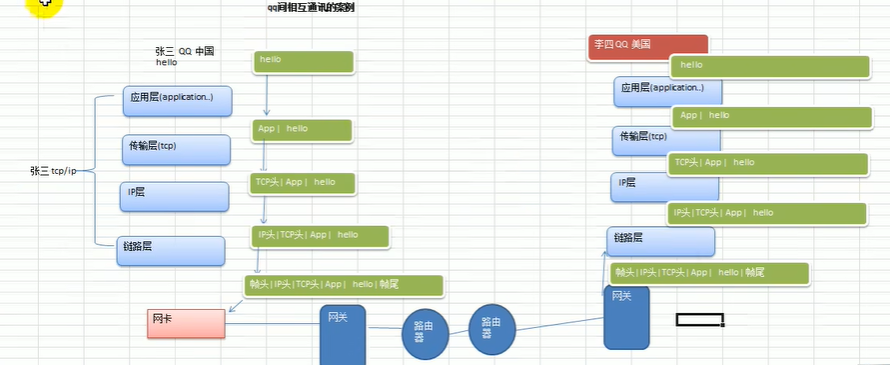 qq间相互通讯的案例
张三 QQ 中国
hello
hello
应用层(application..)
App | hello
传输层(tcp)
张三 tcp/ip
TCP头 | App | hello
IP层
IP头 | TCP头 | App | hello
链路层
帧头 | IP头 | TCP头 | App | hello | 帧尾
网卡
网关
路由
器
路由
器
李四 QQ 美国
hello
应用层(application..)
App | hello
传输层(tcp)
TCP头 | App | hello
IP层
IP头 | TCP头 | App | hello
链路层
帧头 | IP头 | TCP头 | App | hello | 帧尾
网关